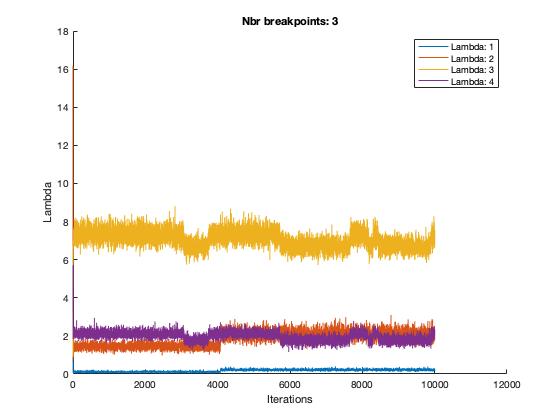 Nbr breakpoints: 3
Lambda: 1
Lambda: 2
Lambda: 3
Lambda: 4
18
16
14
12
10
8
6
4
2
0
Lambda
0 2000 4000 6000 8000 10000 12000
Iterations